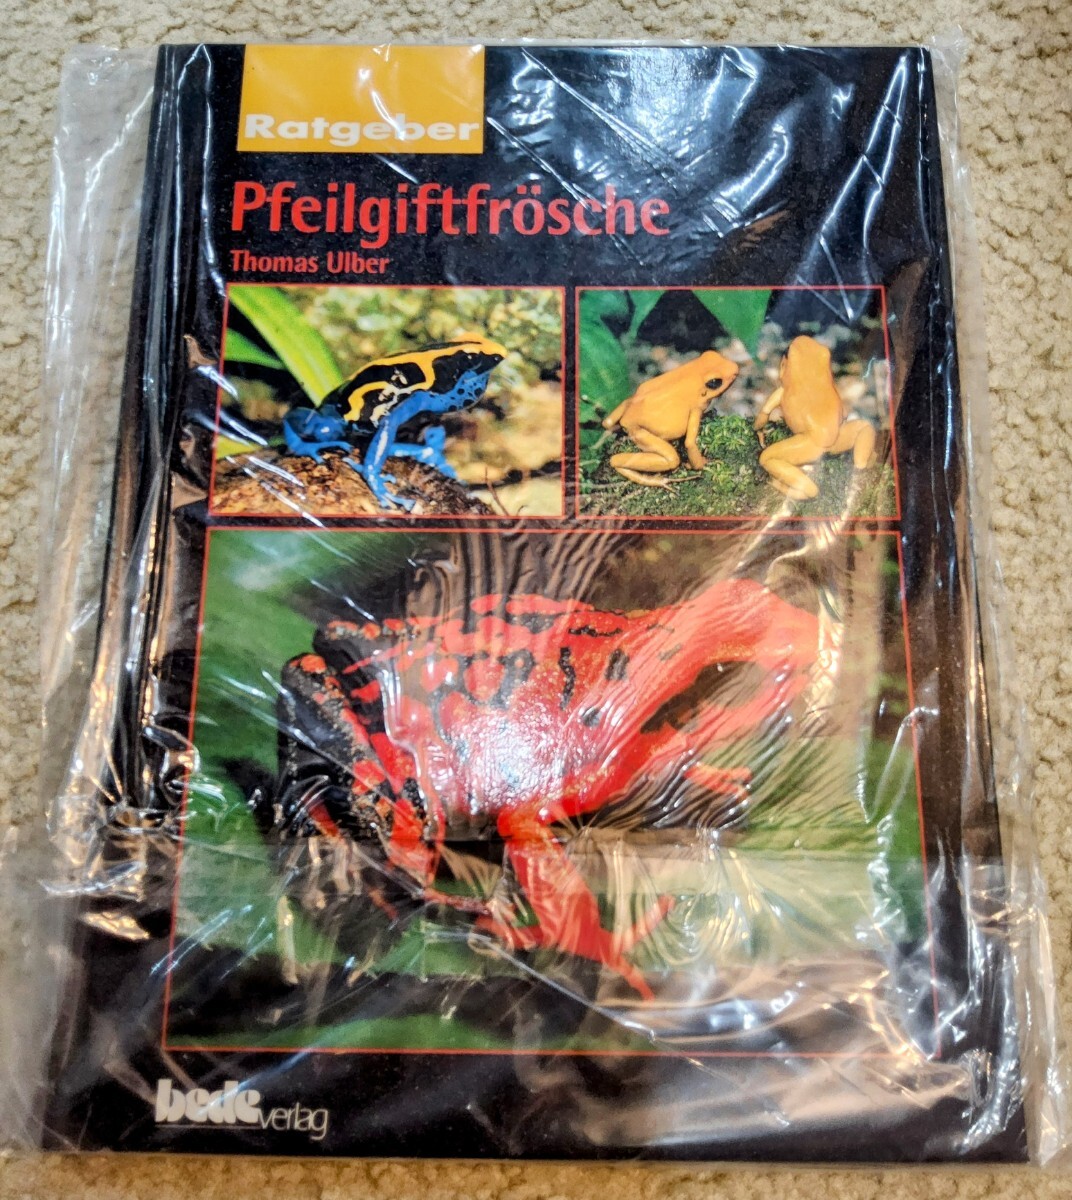 Ratgeber
Pfeilgiftfrösche
Thomas Ulber
bede verlag